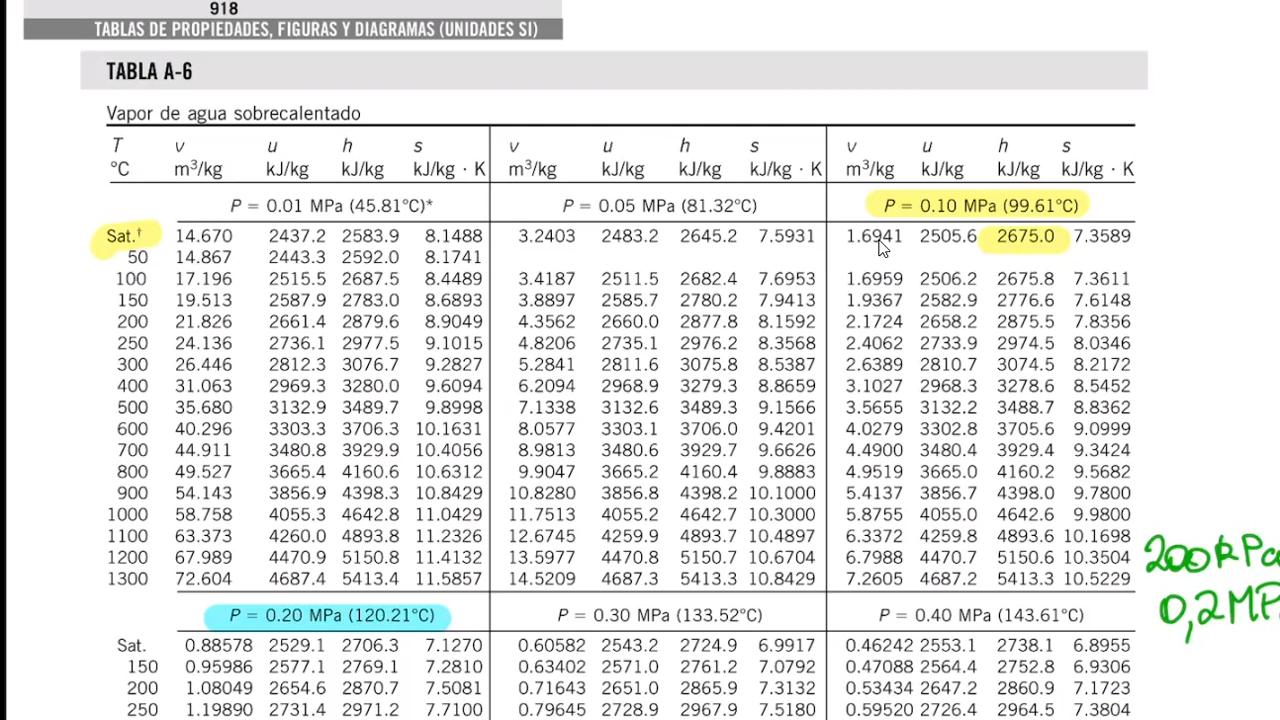 918
TABLAS DE PROPIEDADES, FIGURAS Y DIAGRAMAS (UNIDADES SI)
TABLA A-6
Vapor de agua sobrecalentado
T v u h s v u h s v u h s
°C m³/kg kJ/kg kJ/kg kJ/kg · K m³/kg kJ/kg kJ/kg kJ/kg · K m³/kg kJ/kg kJ/kg kJ/kg · K
P = 0.01 MPa (45.81°C)* P = 0.05 MPa (81.32°C) P = 0.10 MPa (99.61°C)
Sat.† 14.670 2437.2 2583.9 8.1488 3.2403 2483.2 2645.2 7.5931 1.6941 2505.6 2675.0 7.3589
50 14.867 2443.3 2592.0 8.1741
100 17.196 2515.5 2687.5 8.4489 3.4187 2511.5 2682.4 7.6953 1.6959 2506.2 2675.8 7.3611
150 19.513 2587.9 2783.0 8.6893 3.8897 2585.7 2780.2 7.9413 1.9367 2582.9 2776.6 7.6148
200 21.826 2661.4 2879.6 8.9049 4.3562 2660.0 2877.8 8.1592 2.1724 2658.2 2875.5 7.8356
250 24.136 2736.1 2977.5 9.1015 4.8206 2735.1 2976.2 8.3568 2.4062 2733.9 2974.5 8.0346
300 26.446 2812.3 3076.7 9.2827 5.2841 2811.6 3075.8 8.5387 2.6389 2810.7 3074.5 8.2172
400 31.063 2969.3 3280.0 9.6094 6.2094 2968.9 3279.3 8.8659 3.1027 2968.3 3278.6 8.5452
500 35.680 3132.9 3489.7 9.8998 7.1338 3132.6 3489.3 9.1566 3.5655 3132.2 3488.7 8.8362
600 40.296 3303.3 3706.3 10.1631 8.0577 3303.1 3706.0 9.4201 4.0279 3302.8 3705.6 9.0999
700 44.911 3480.8 3929.9 10.4056 8.9813 3480.6 3929.7 9.6626 4.4900 3480.4 3929.4 9.3424
800 49.527 3665.4 4160.6 10.6312 9.9047 3665.2 4160.4 9.8883 4.9519 3665.0 4160.2 9.5682
900 54.143 3856.9 4398.3 10.8429 10.8280 3856.8 4398.2 10.1000 5.4137 3856.7 4398.0 9.7800
1000 58.758 4055.3 4642.8 11.0429 11.7513 4055.2 4642.7 10.3000 5.8755 4055.0 4642.6 9.9800
1100 63.373 4260.0 4893.8 11.2326 12.6745 4259.9 4893.7 10.4897 6.3372 4259.8 4893.6 10.1698
1200 67.989 4470.9 5150.8 11.4132 13.5977 4470.8 5150.7 10.6704 6.7988 4470.7 5150.6 10.3504
1300 72.604 4687.4 5413.4 11.5857 14.5209 4687.3 5413.3 10.8429 7.2605 4687.2 5413.3 10.5229
200kPa
0,2MP
P = 0.20 MPa (120.21°C) P = 0.30 MPa (133.52°C) P = 0.40 MPa (143.61°C)
Sat. 0.88578 2529.1 2706.3 7.1270 0.60582 2543.2 2724.9 6.9917 0.46242 2553.1 2738.1 6.8955
150 0.95986 2577.1 2769.1 7.2810 0.63402 2571.0 2761.2 7.0792 0.47088 2564.4 2752.8 6.9306
200 1.08049 2654.6 2870.7 7.5081 0.71643 2651.0 2865.9 7.3132 0.53434 2647.2 2860.9 7.1723
250 1.19890 2731.4 2971.2 7.7100 0.79645 2728.9 2967.9 7.5180 0.59520 2726.4 2964.5 7.3804